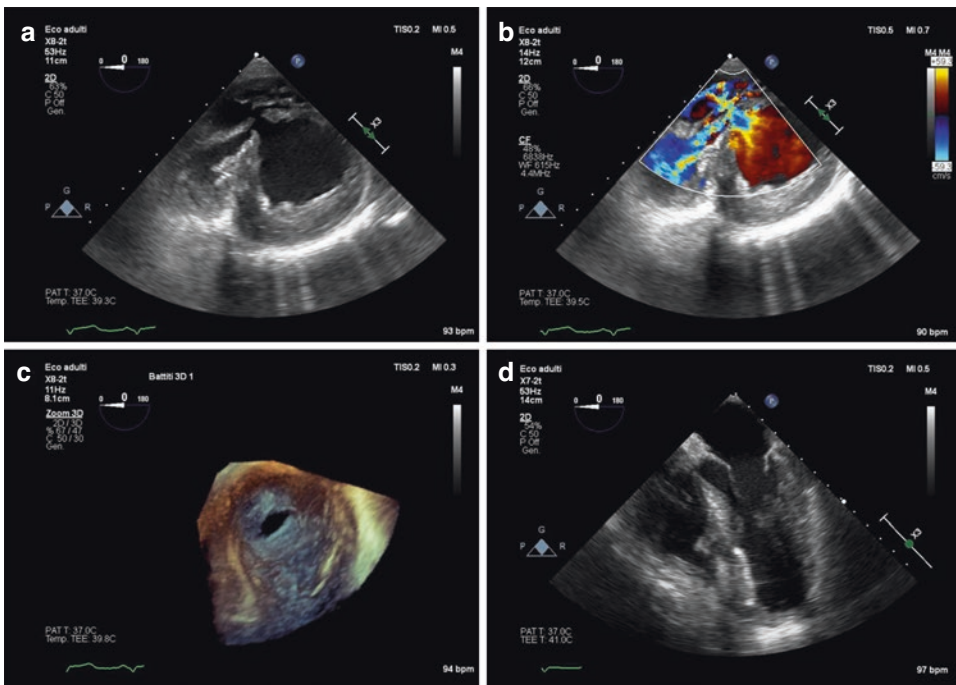 a
Eco adulti
X8-2t
53Hz
11cm
2D
63%
C 50
P Off
Gen.
0
180
TIS0.2 MI 0.5
M4
X3
G
P R
PAT T: 37.0C
Temp. TEE: 39.3C
93 bpm
b
Eco adulti
X8-2t
14Hz
12cm
2D
66%
C 50
P Off
Gen.
CF
48%
6838Hz
WF 615Hz
4.4MHz
0
180
TIS0.5 MI 0.7
M4 M4
+59.3
-59.3
cm/s
X3
G
P R
PAT T: 37.0C
Temp. TEE: 39.5C
90 bpm
c
Eco adulti
X8-2t
11Hz
8.1cm
Battiti 3D 1
Zoom 3D
2D / 3D
% 67 / 47
C 50 / 30
Gen.
0
180
TIS0.2 MI 0.3
M4
PAT T: 37.0C
Temp. TEE: 39.8C
94 bpm
d
Eco adulti
X7-2t
53Hz
14cm
2D
54%
C 50
P Off
Gen.
0
180
TIS0.2 MI 0.5
M4
X3
G
P R
PAT T: 37.0C
TEE T: 41.0C
97 bpm